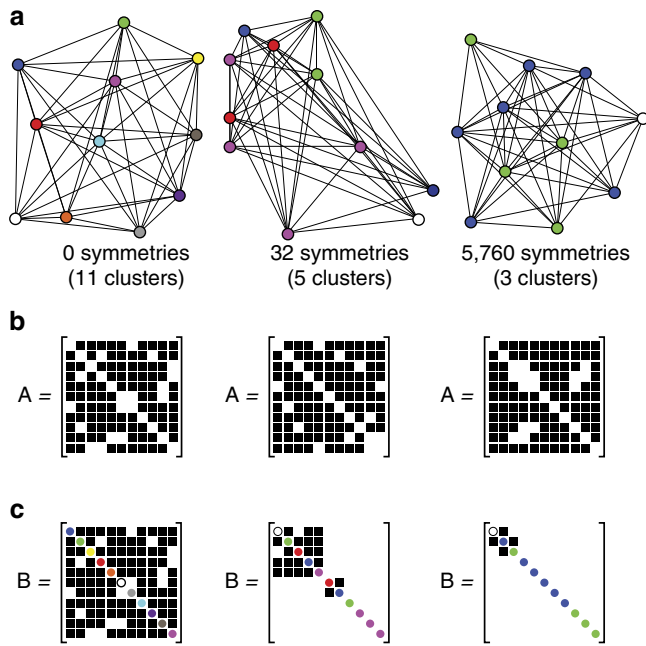 a
0 symmetries
(11 clusters)
32 symmetries
(5 clusters)
5,760 symmetries
(3 clusters)
b
A =
A =
A =
c
B =
B =
B =